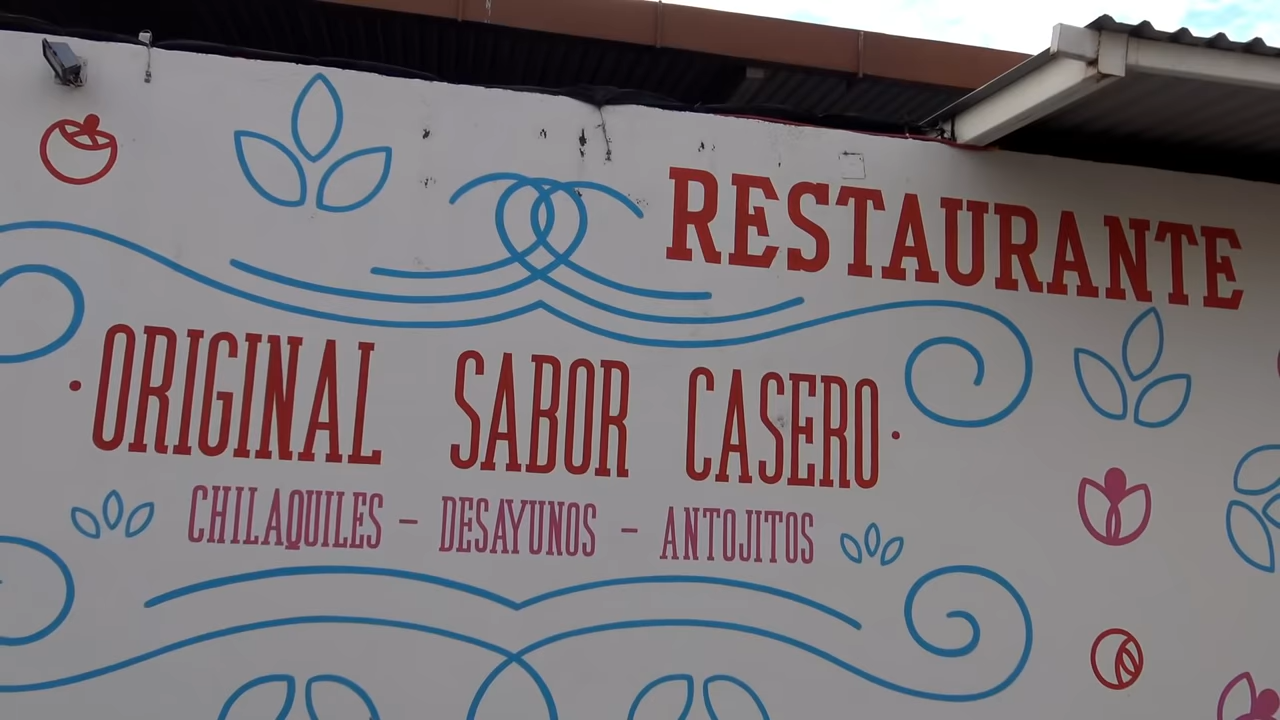 RESTAURANTE
·ORIGINAL SABOR CASERO·
CHILAQUILES - DESAYUNOS - ANTOJITOS